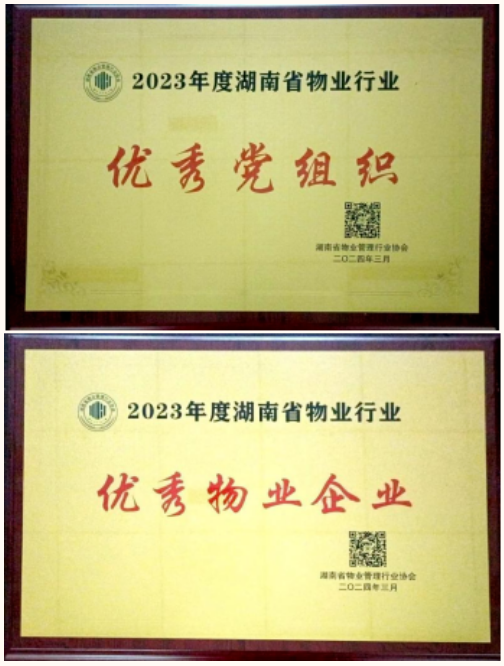 2023年度湖南省物业行业
优秀党组织
湖南省物业管理行业协会
二〇二四年三月
2023年度湖南省物业行业
优秀物业企业
湖南省物业管理行业协会
二〇二四年三月